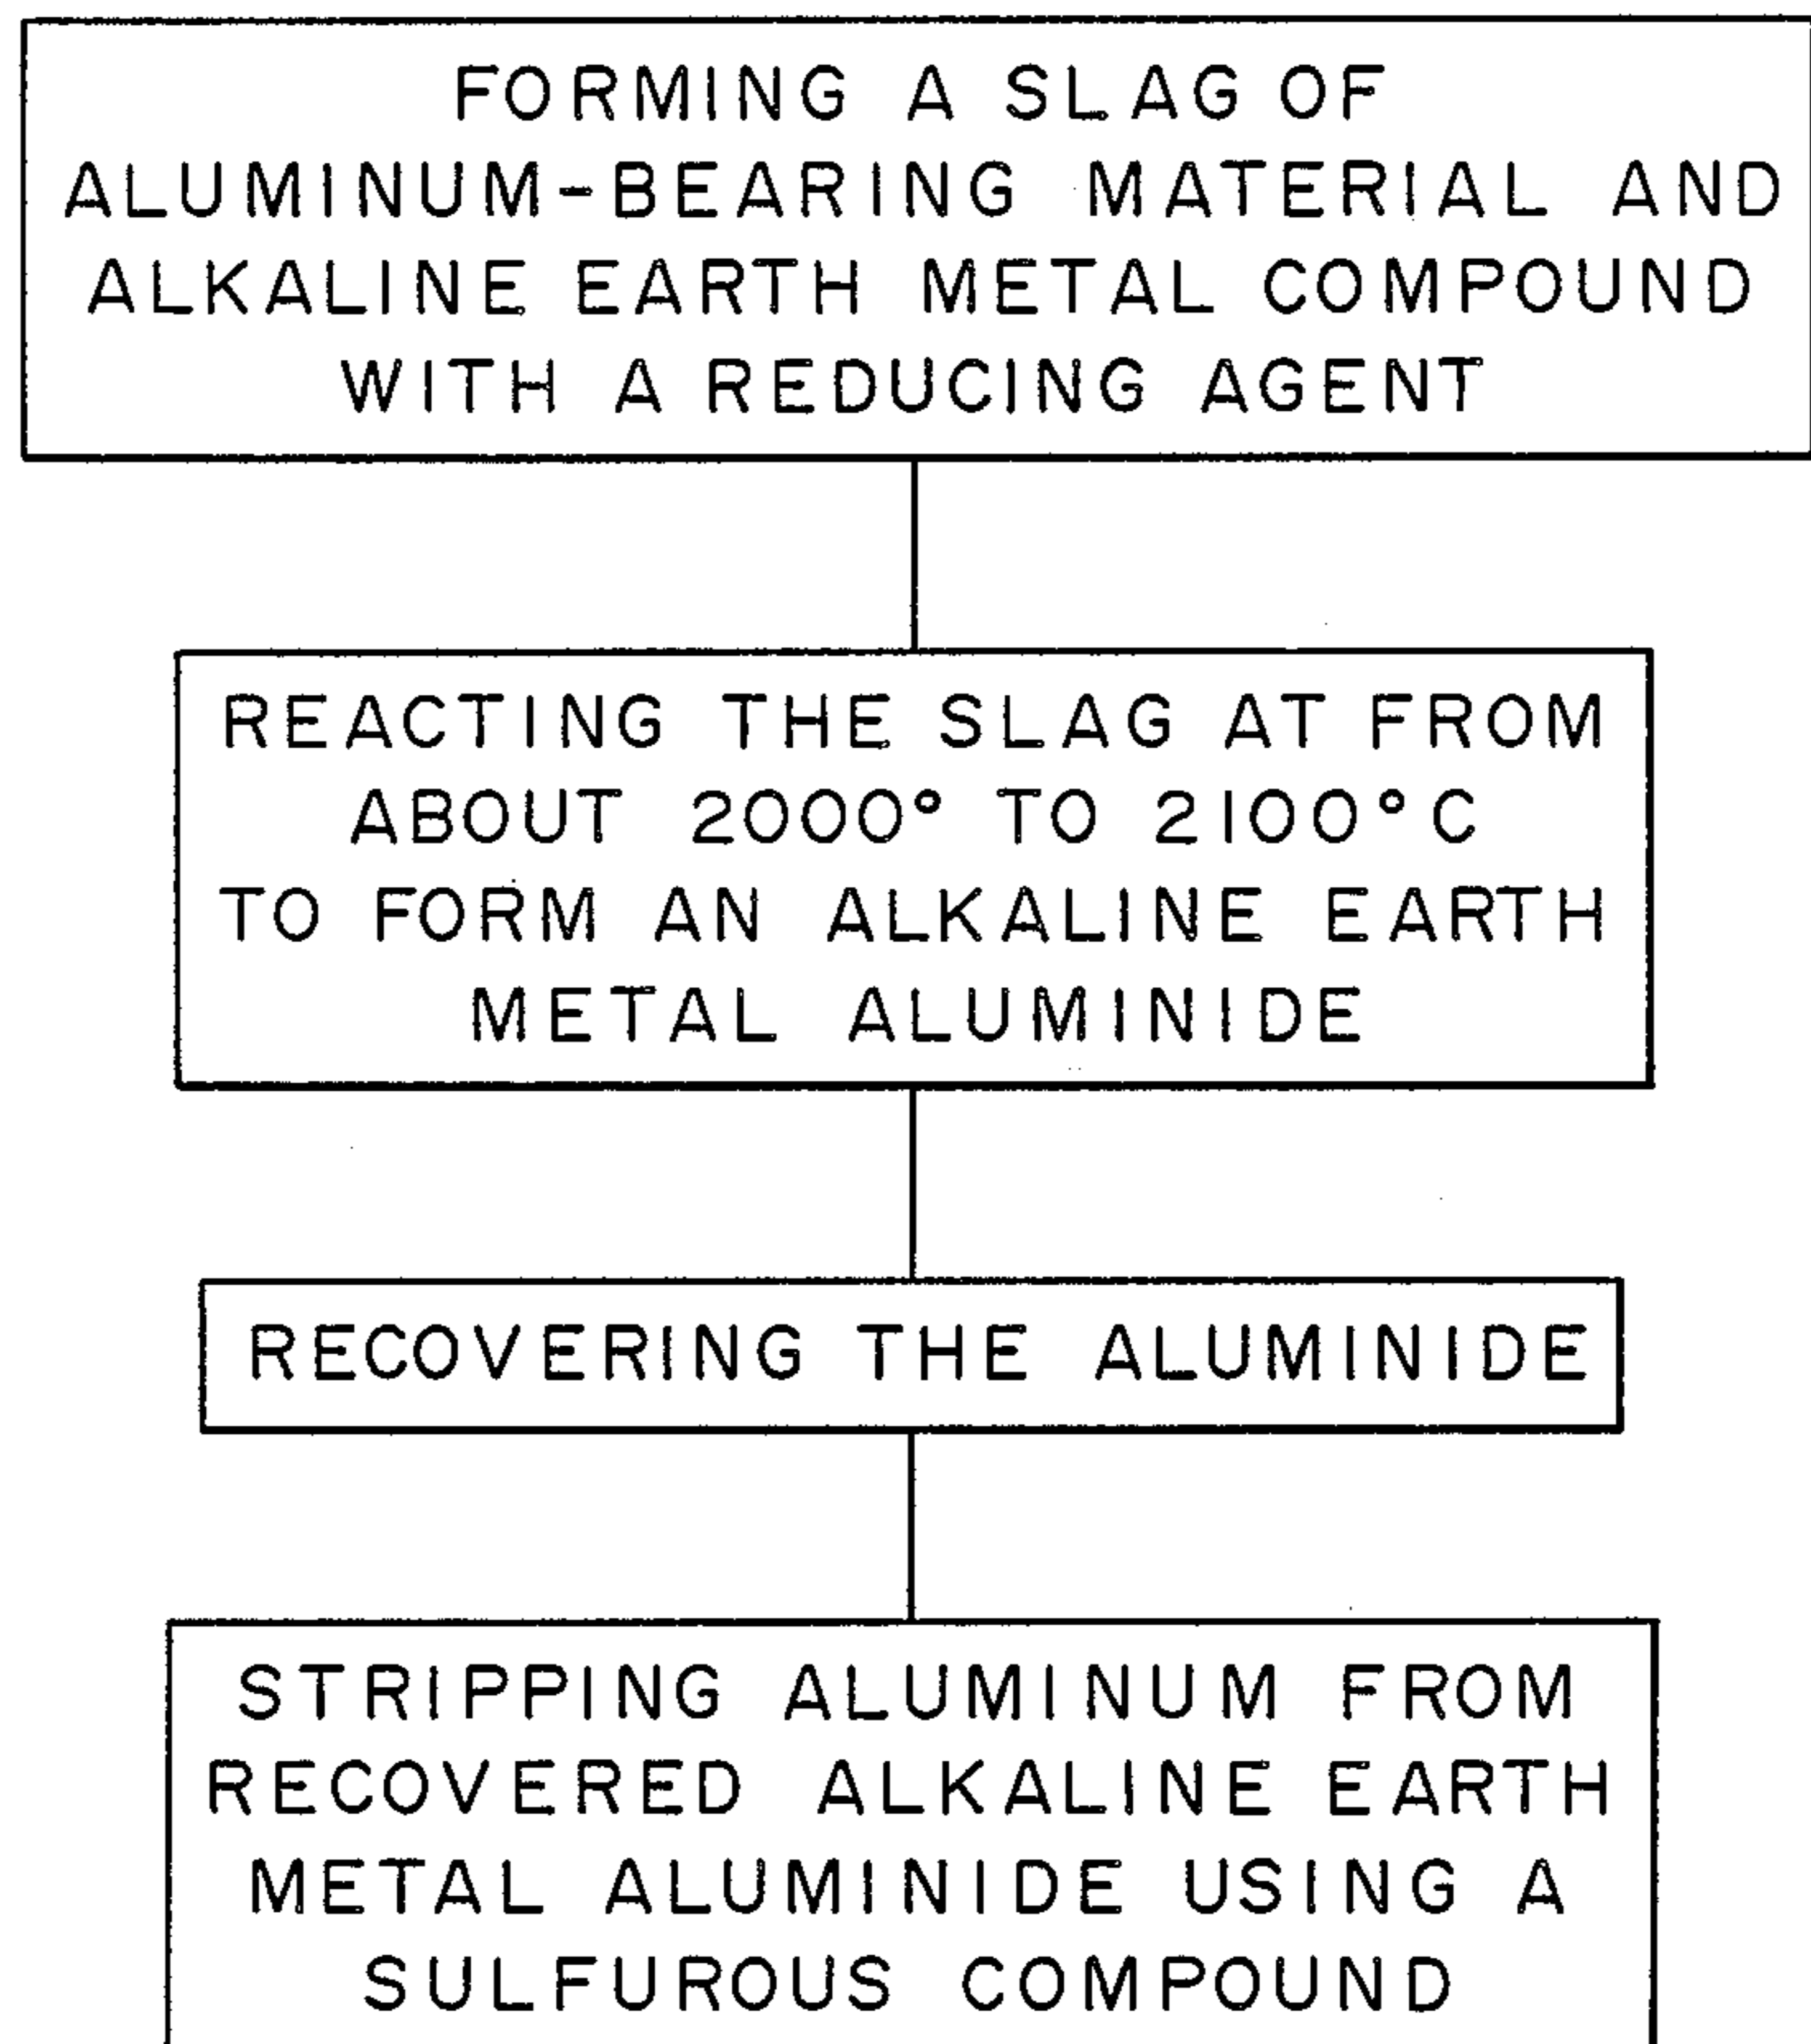 FORMING A SLAG OF
ALUMINUM-BEARING MATERIAL AND
ALKALINE EARTH METAL COMPOUND
WITH A REDUCING AGENT
REACTING THE SLAG AT FROM
ABOUT 2000° TO 2100°C
TO FORM AN ALKALINE EARTH
METAL ALUMINIDE
RECOVERING THE ALUMINIDE
STRIPPING ALUMINUM FROM
RECOVERED ALKALINE EARTH
METAL ALUMINIDE USING A
SULFUROUS COMPOUND